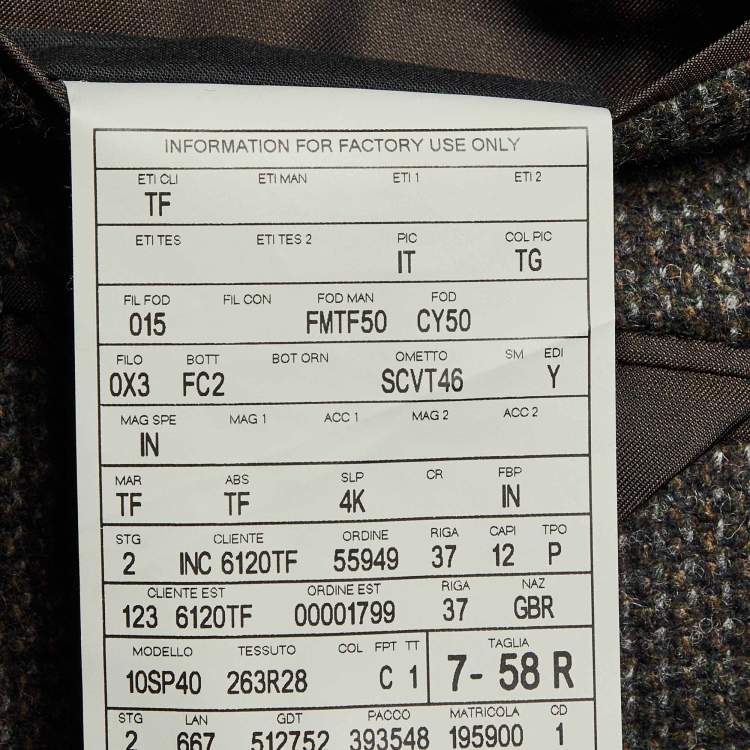 INFORMATION FOR FACTORY USE ONLY
ETI CLI ETI MAN ETI 1 ETI 2
TF
ETI TES ETI TES 2 PIC COL PIC
IT TG
FIL FOD FIL CON FOD MAN FOD
015 FMTF50 CY50
FILO BOTT BOT ORN OMETTO SM EDI
0X3 FC2 SCVT46 Y
MAG SPE MAG 1 ACC 1 MAG 2 ACC 2
IN
MAR ABS SLP CR FBP
TF TF 4K IN
STG CLIENTE ORDINE RIGA CAPI TPO
2 INC 6120TF 55949 37 12 P
CLIENTE EST ORDINE EST RIGA NAZ
123 6120TF 00001799 37 GBR
MODELLO TESSUTO COL FPT TT TAGLIA
10SP40 263R28 C 1 7- 58 R
STG LAN GDT PACCO MATRICOLA CD
2 667 512752 393548 195900 1